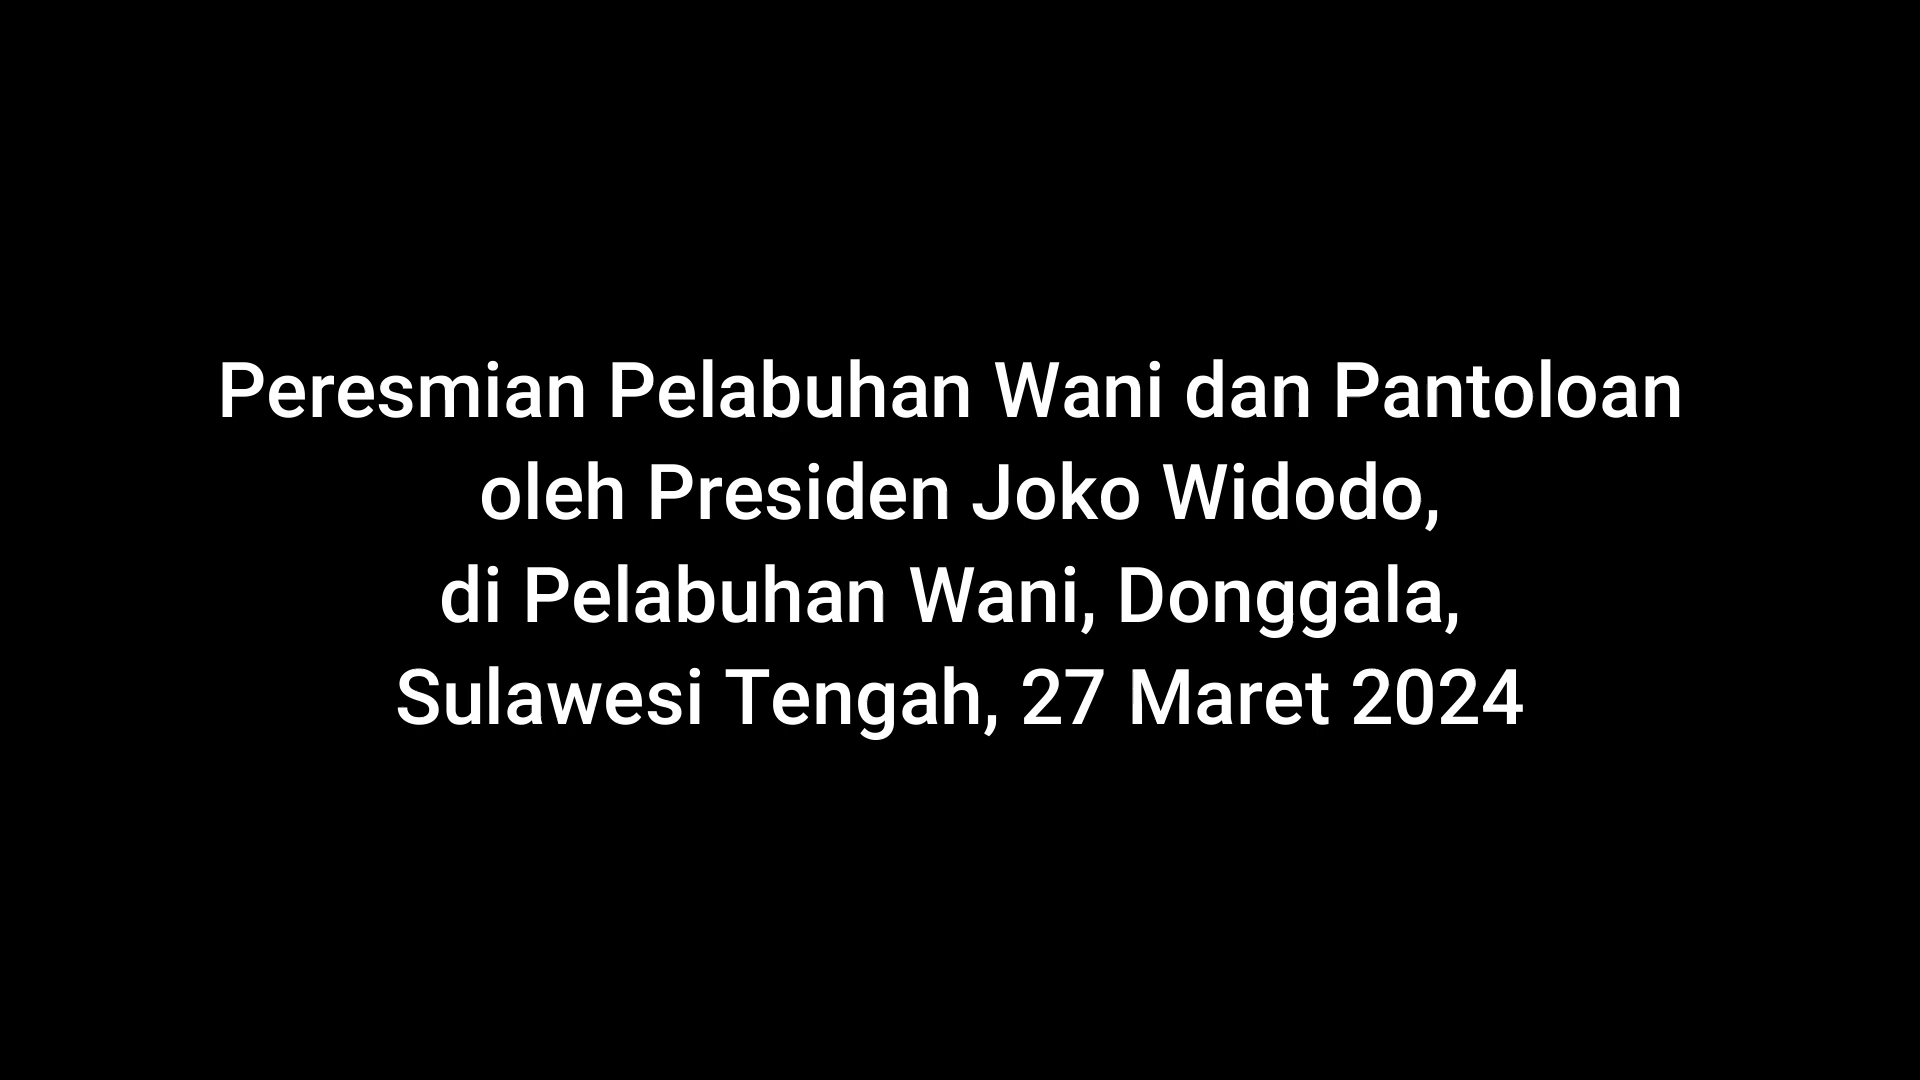 Peresmian Pelabuhan Wani dan Pantoloan
oleh Presiden Joko Widodo,
di Pelabuhan Wani, Donggala,
Sulawesi Tengah, 27 Maret 2024